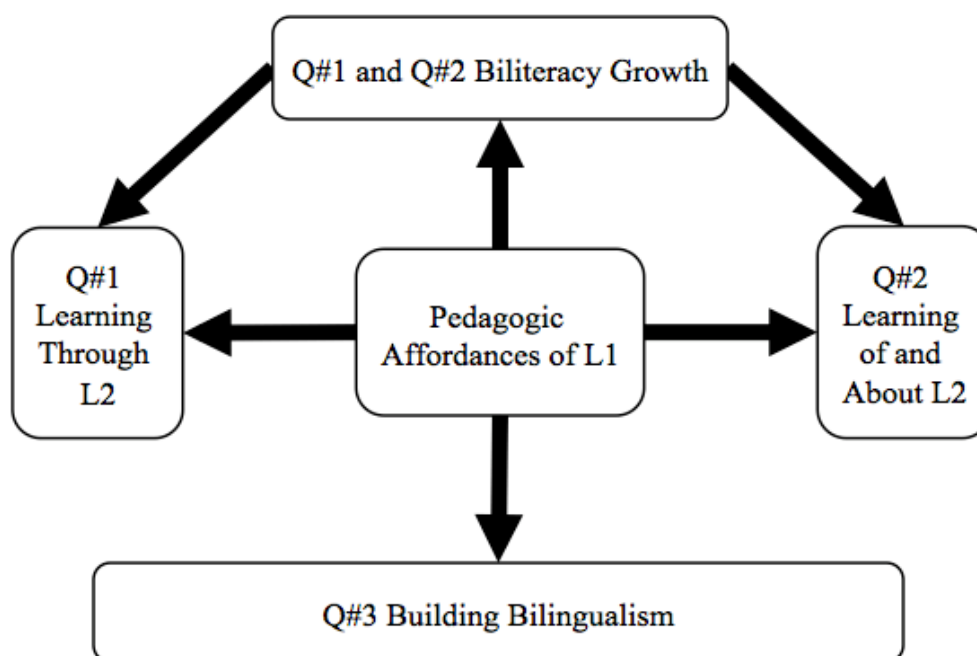 Q#1 and Q#2 Biliteracy Growth
Q#1
Learning
Through
L2
Pedagogic
Affordances of L1
Q#2
Learning
of and
About L2
Q#3 Building Bilingualism